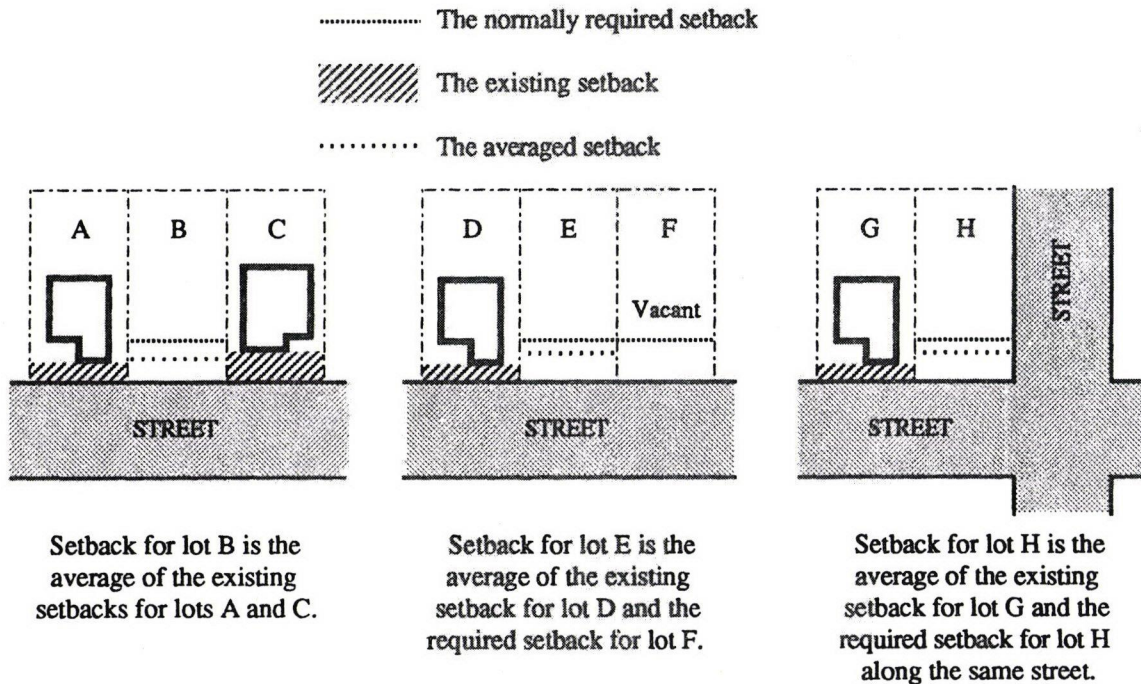 The normally required setback
The existing setback
The averaged setback
A B C
STREET
Setback for lot B is the
average of the existing
setbacks for lots A and C.
D E F
Vacant
STREET
Setback for lot E is the
average of the existing
setback for lot D and the
required setback for lot F.
G H
STREET
STREET
Setback for lot H is the
average of the existing
setback for lot G and the
required setback for lot H
along the same street.